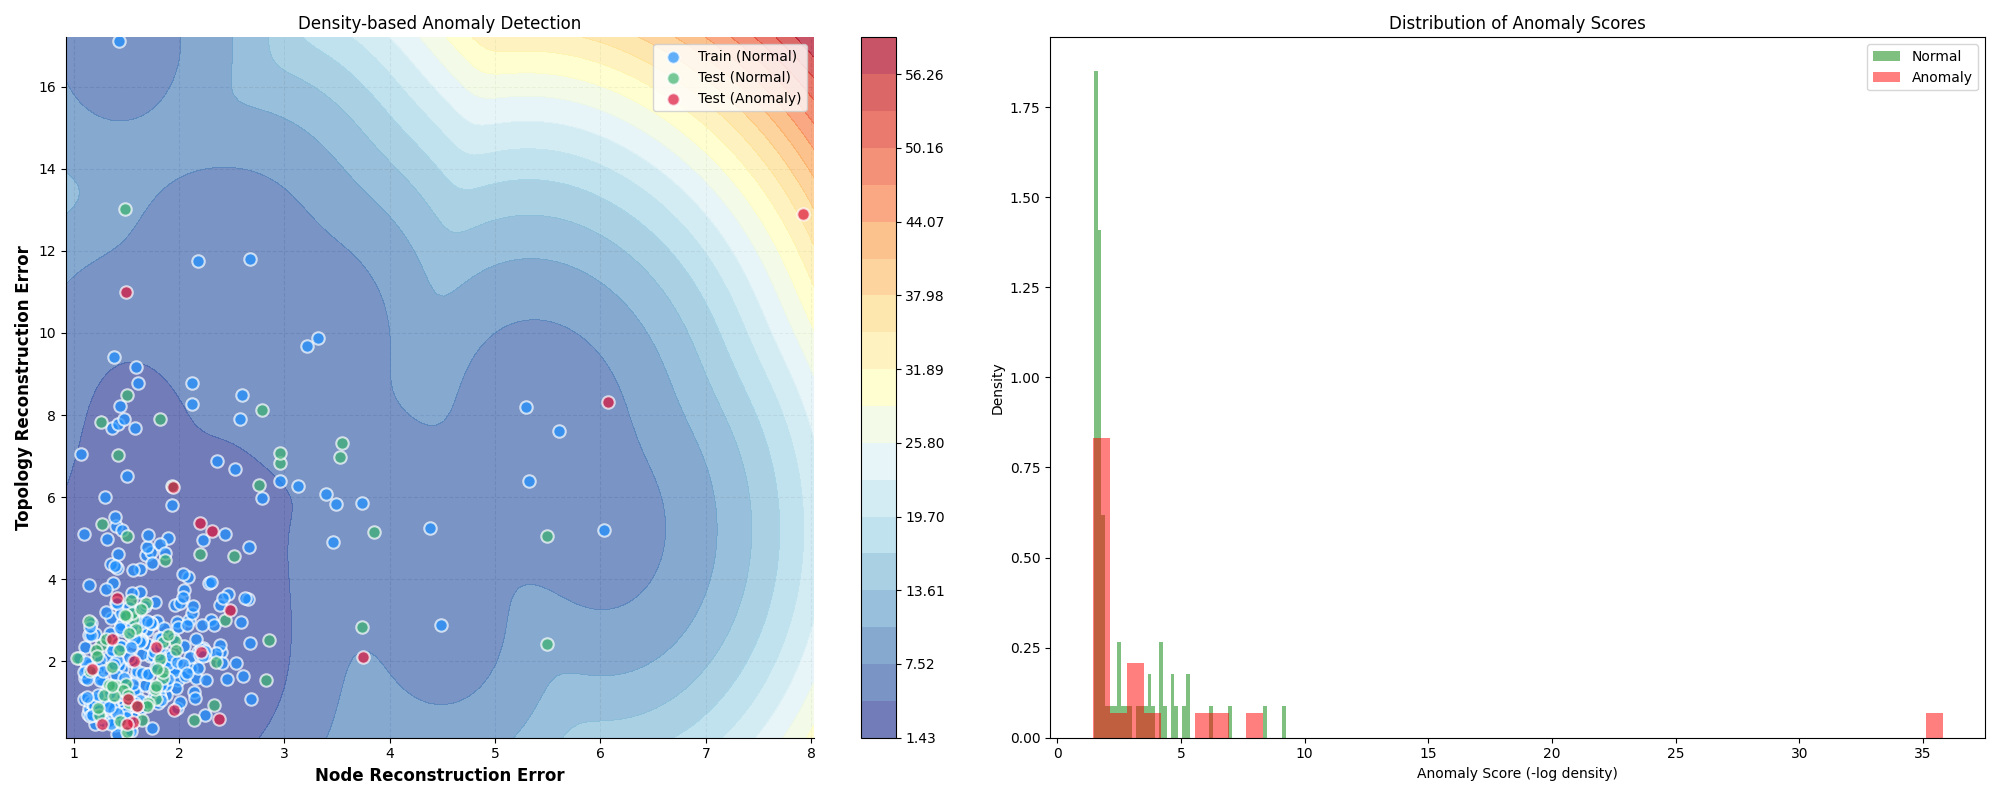 Density-based Anomaly Detection
Train (Normal)
Test (Normal)
Test (Anomaly)
Topology Reconstruction Error
16
14
12
10
8
6
4
2
1 2 3 4 5 6 7 8
Node Reconstruction Error
56.26
50.16
44.07
37.98
31.89
25.80
19.70
13.61
7.52
1.43
Distribution of Anomaly Scores
Normal
Anomaly
Density
1.75
1.50
1.25
1.00
0.75
0.50
0.25
0.00
0 5 10 15 20 25 30 35
Anomaly Score (-log density)